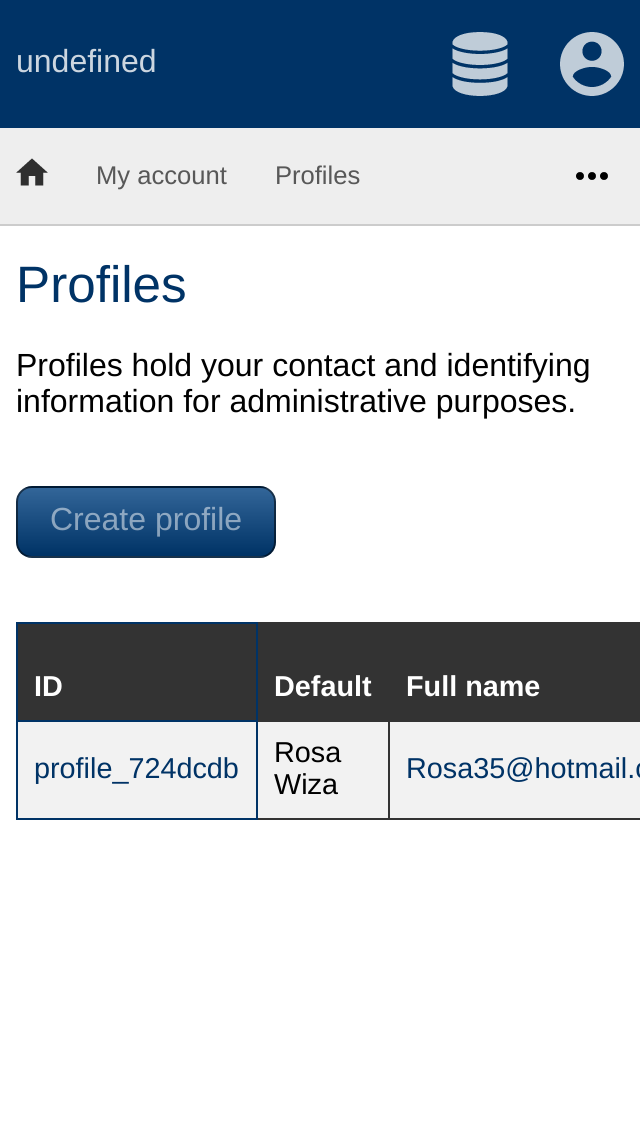 undefined
My account Profiles
Profiles
Profiles hold your contact and identifying
information for administrative purposes.
Create profile
ID Default Full name
profile_724dcdb Rosa Wiza Rosa35@hotmail.c